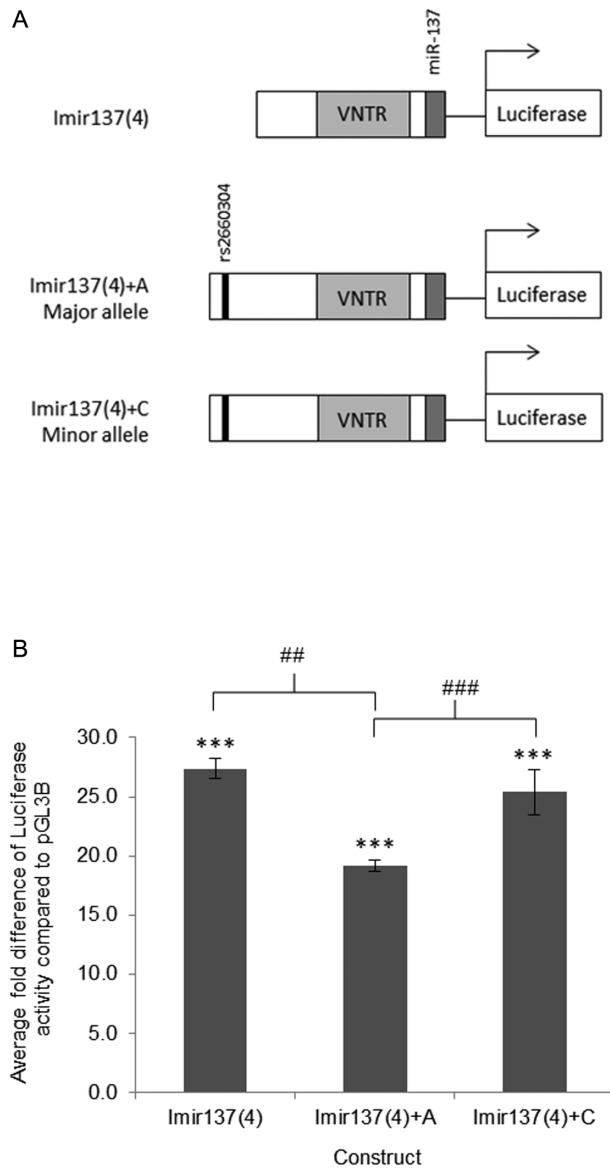 A
miR-137
Imir137(4)
VNTR
Luciferase
rs2660304
Imir137(4)+A
Major allele
VNTR
Luciferase
Imir137(4)+C
Minor allele
VNTR
Luciferase
B
##
###
***
***
***
Average fold difference of Luciferase
activity compared to pGL3B
30.0
25.0
20.0
15.0
10.0
5.0
0.0
Imir137(4)
Imir137(4)+A
Imir137(4)+C
Construct